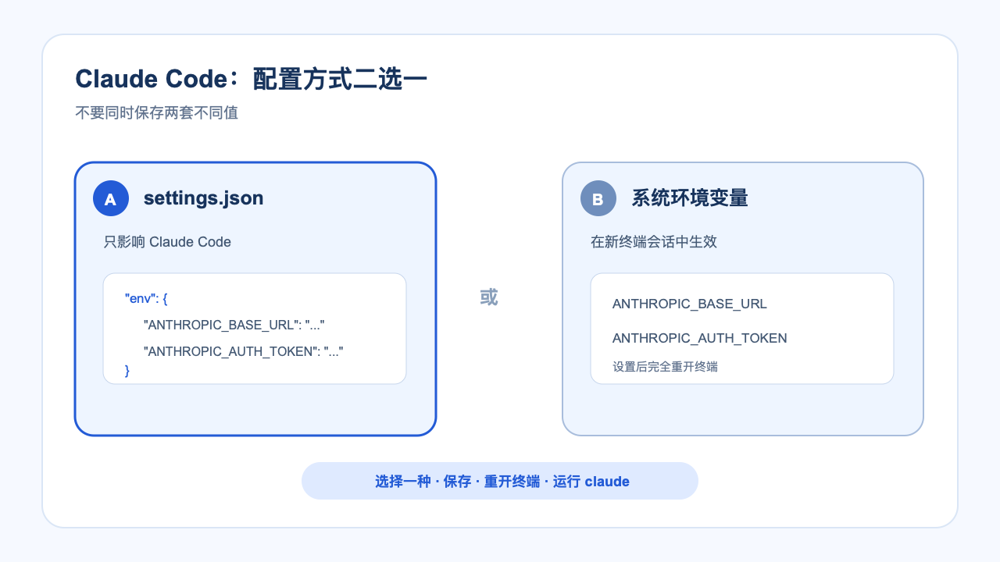 Claude Code：配置方式二选一
不要同时保存两套不同值
A
settings.json
只影响 Claude Code
"env": {
"ANTHROPIC_BASE_URL": "..."
"ANTHROPIC_AUTH_TOKEN": "..."
}
或
B
系统环境变量
在新终端会话中生效
ANTHROPIC_BASE_URL
ANTHROPIC_AUTH_TOKEN
设置后完全重开终端
选择一种 · 保存 · 重开终端 · 运行 claude